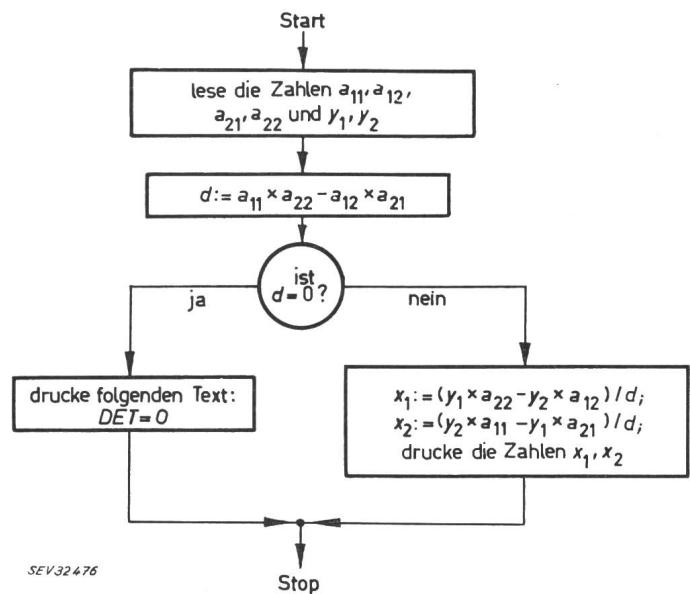 Start
lese die Zahlen a₁₁, a₁₂,
a₂₁, a₂₂ und y₁, y₂
d := a₁₁ × a₂₂ − a₁₂ × a₂₁
ist
d = 0 ?
ja
nein
drucke folgenden Text:
DET = 0
x₁ := (y₁ × a₂₂ − y₂ × a₁₂) / d;
x₂ := (y₂ × a₁₁ − y₁ × a₂₁) / d;
drucke die Zahlen x₁, x₂
SEV32476
Stop